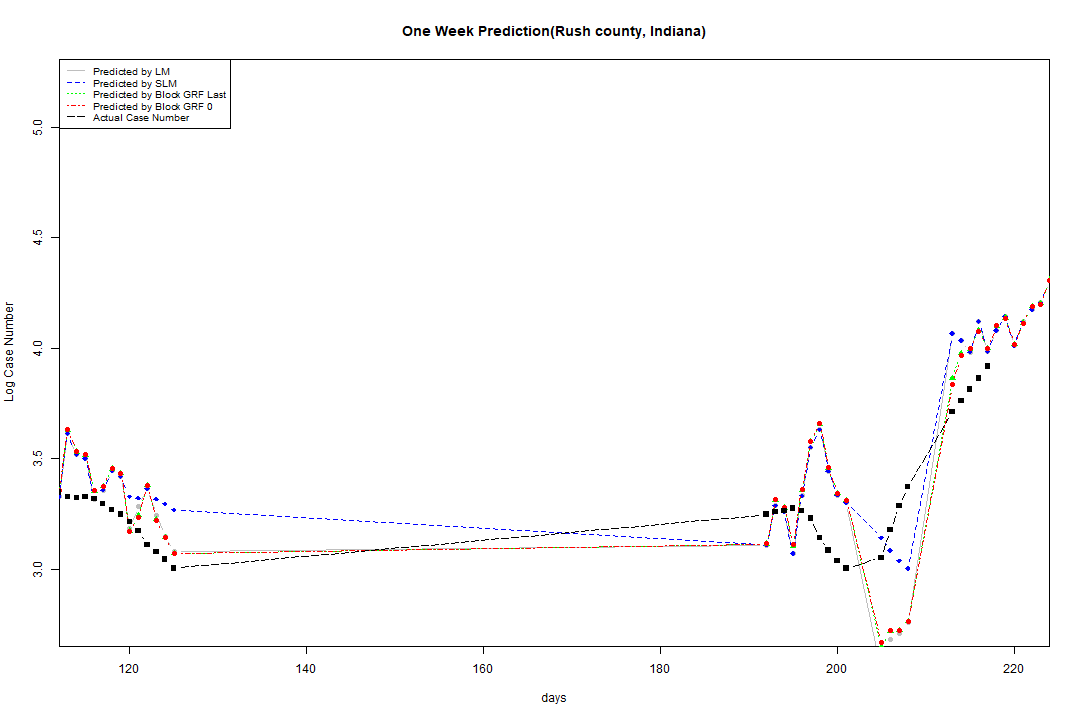 One Week Prediction(Rush county, Indiana)
Predicted by LM
Predicted by SLM
Predicted by Block GRF Last
Predicted by Block GRF 0
Actual Case Number
5.0
4.5
4.0
3.5
3.0
Log Case Number
120 140 160 180 200 220
days